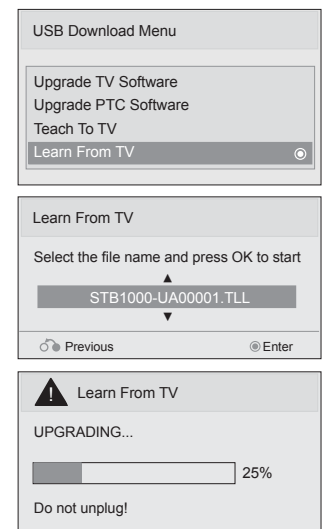 USB Download Menu
Upgrade TV Software
Upgrade PTC Software
Teach To TV
Learn From TV
Learn From TV
Select the file name and press OK to start
▲
STB1000-UA00001.TLL
▼
Previous
Enter
! Learn From TV
UPGRADING...
25%
Do not unplug!